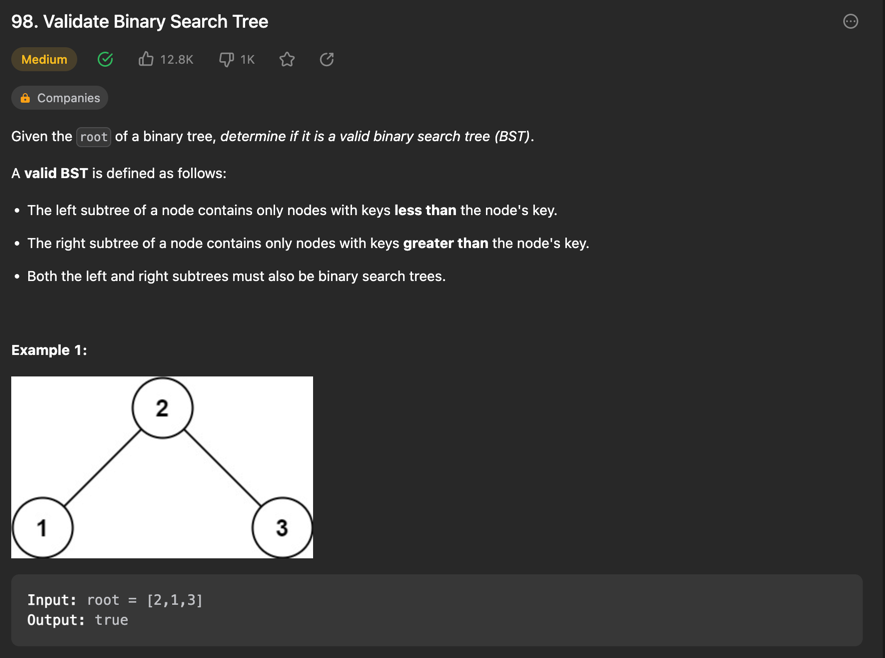 98. Validate Binary Search Tree
Medium 12.8K 1K
Companies
Given the root of a binary tree, determine if it is a valid binary search tree (BST).
A valid BST is defined as follows:
• The left subtree of a node contains only nodes with keys less than the node's key.
• The right subtree of a node contains only nodes with keys greater than the node's key.
• Both the left and right subtrees must also be binary search trees.
Example 1:
2
1 3
Input: root = [2,1,3]
Output: true